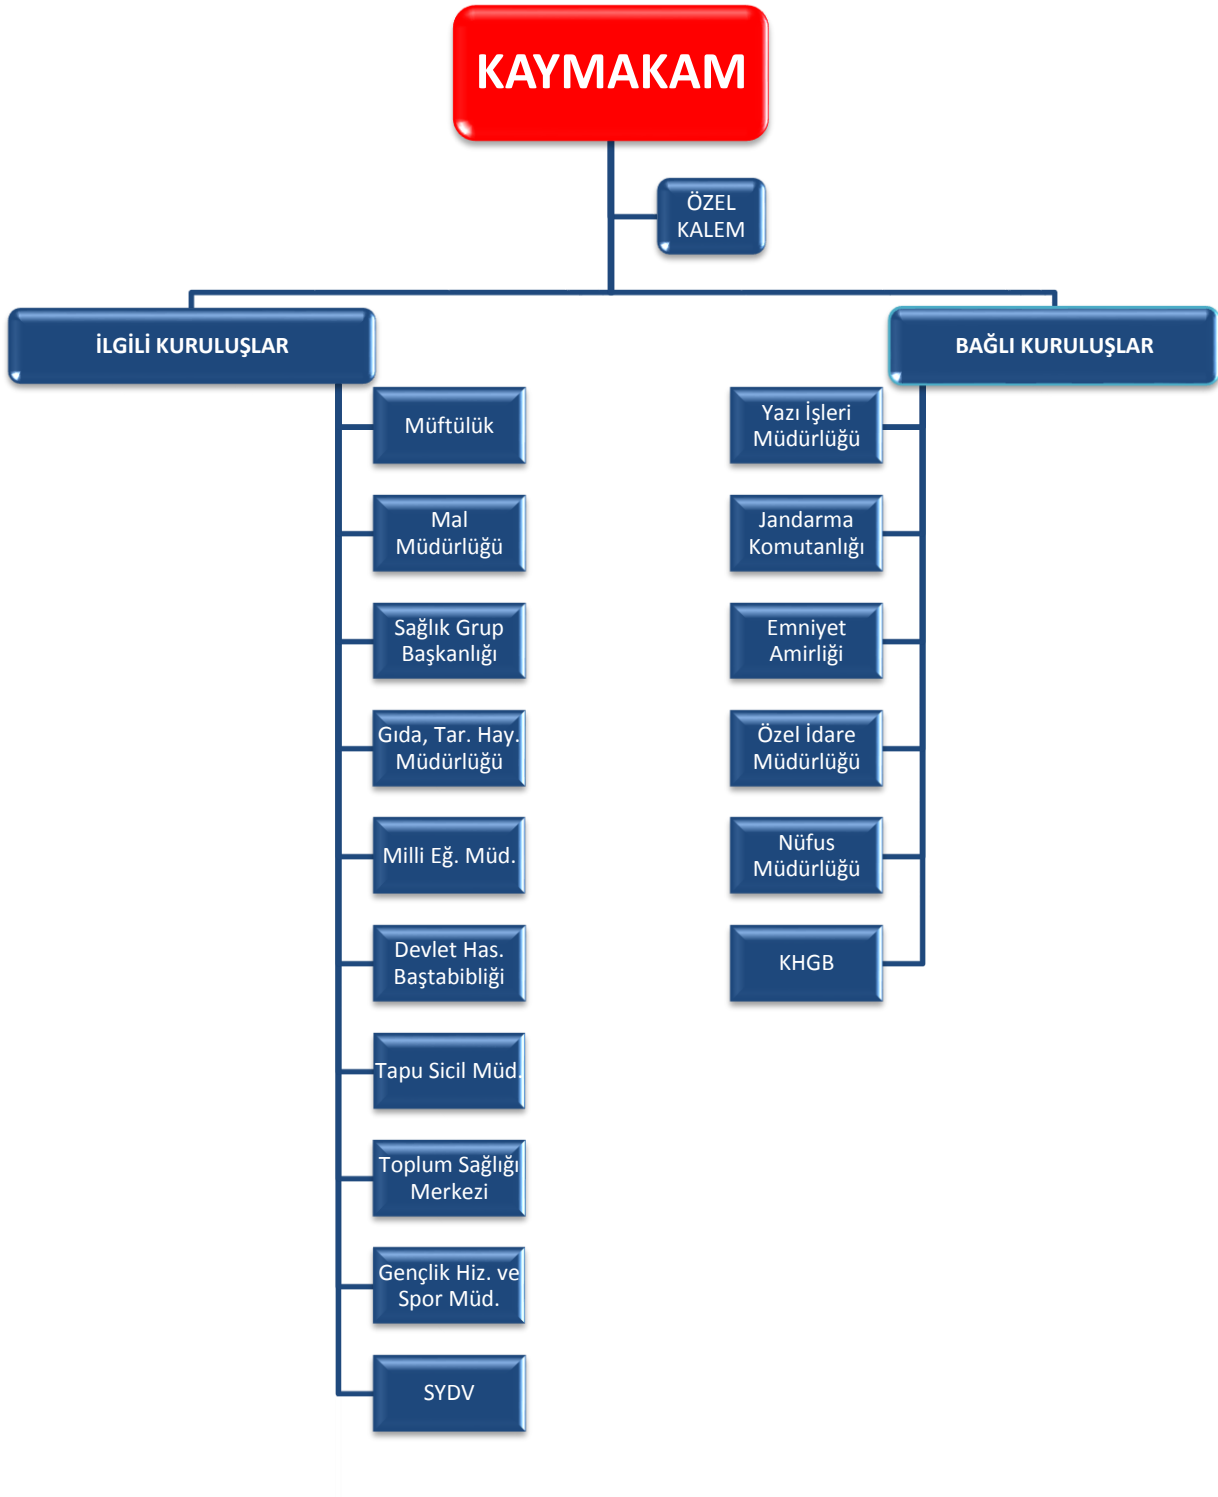 KAYMAKAM
ÖZEL
KALEM
İLGİLİ KURULUŞLAR
Müftülük
Mal
Müdürlüğü
Sağlık Grup
Başkanlığı
Gıda, Tar. Hay.
Müdürlüğü
Milli Eğ. Müd.
Devlet Has.
Baştabibliği
Tapu Sicil Müd.
Toplum Sağlığı
Merkezi
Gençlik Hiz. ve
Spor Müd.
SYDV
BAĞLI KURULUŞLAR
Yazı İşleri
Müdürlüğü
Jandarma
Komutanlığı
Emniyet
Amirliği
Özel İdare
Müdürlüğü
Nüfus
Müdürlüğü
KHGB